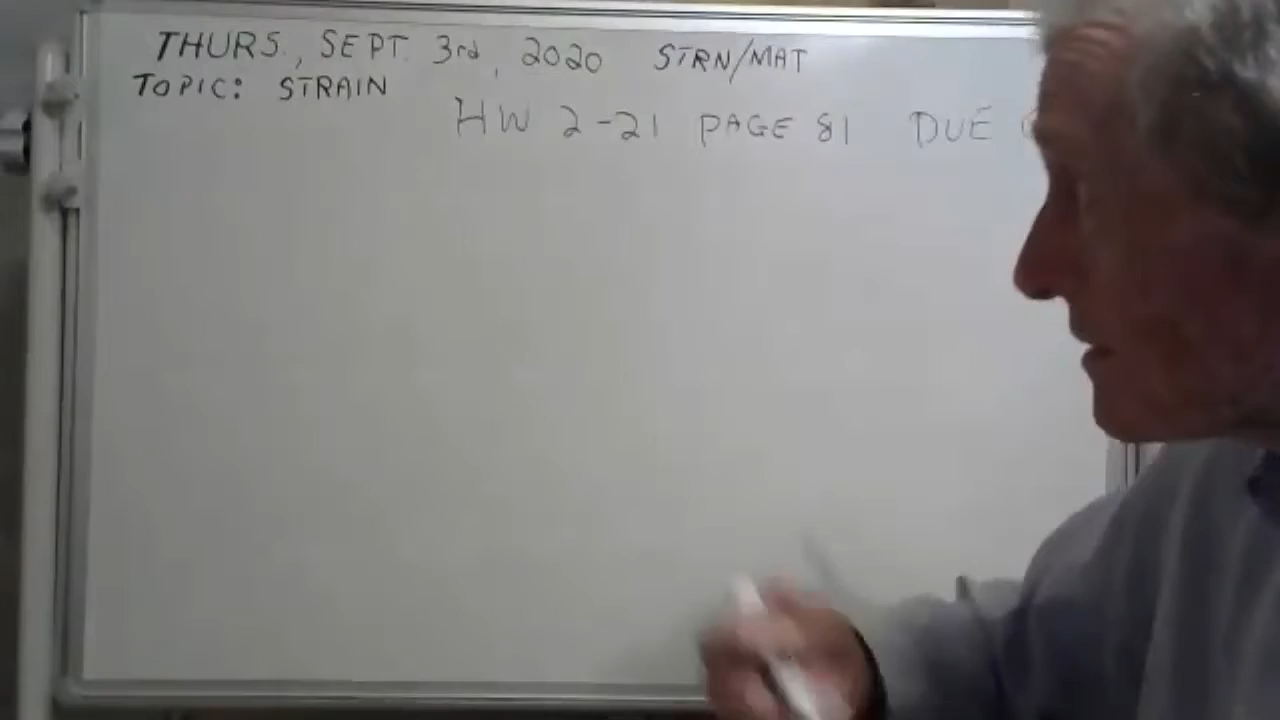 THURS., SEPT. 3rd, 2020 STRN/MAT
TOPIC: STRAIN
HW 2-21 PAGE 81 DUE